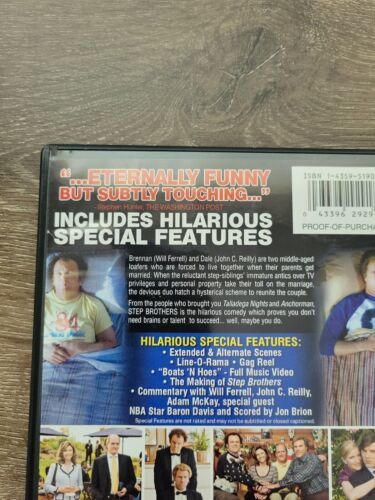 "...ETERNALLY FUNNY
BUT SUBTLY TOUCHING..."
-Stephen Hunter, THE WASHINGTON POST
INCLUDES HILARIOUS
SPECIAL FEATURES
ISBN 1-4359-5190
0 43396 2929
PROOF-OF-PURCHA
Brennan (Will Ferrell) and Dale (John C. Reilly) are two middle-aged
loafers who are forced to live together when their parents get
married. When the reluctant step-siblings' immature antics over TV
privileges and personal property take their toll on the marriage,
the devious duo hatch a hysterical scheme to reunite the couple.
From the people who brought you Talladega Nights and Anchorman,
STEP BROTHERS is the hilarious comedy which proves you don't
need brains or talent to succeed... well, maybe you do.
HILARIOUS SPECIAL FEATURES:
• Extended & Alternate Scenes
• Line-O-Rama • Gag Reel
• "Boats 'N Hoes" - Full Music Video
• The Making of Step Brothers
• Commentary with Will Ferrell, John C. Reilly,
Adam McKay, special guest
NBA Star Baron Davis and Scored by Jon Brion
Special Features are not rated and may not be subtitled or closed captioned.